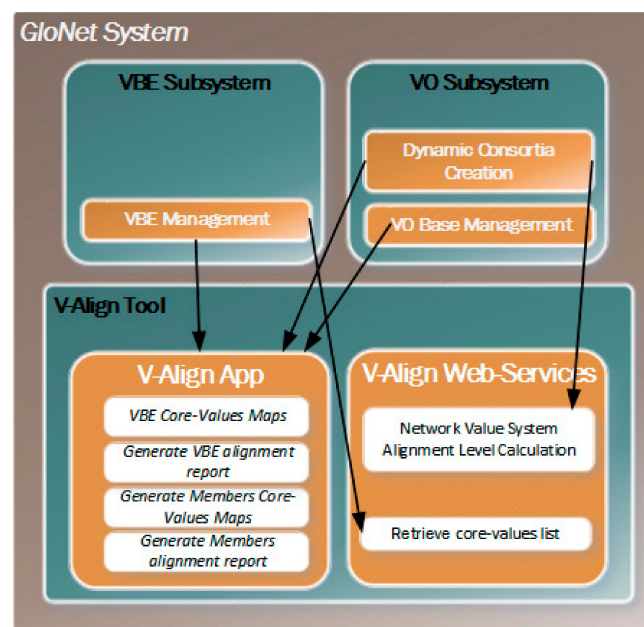 GloNet System
VBE Subsystem
VBE Management
VO Subsystem
Dynamic Consortia
Creation
VO Base Management
V-Align Tool
V-Align App
VBE Core-Values Maps
Generate VBE alignment
report
Generate Members Core-
Values Maps
Generate Members
alignment report
V-Align Web-Services
Network Value System
Alignment Level Calculation
Retrieve core-values list